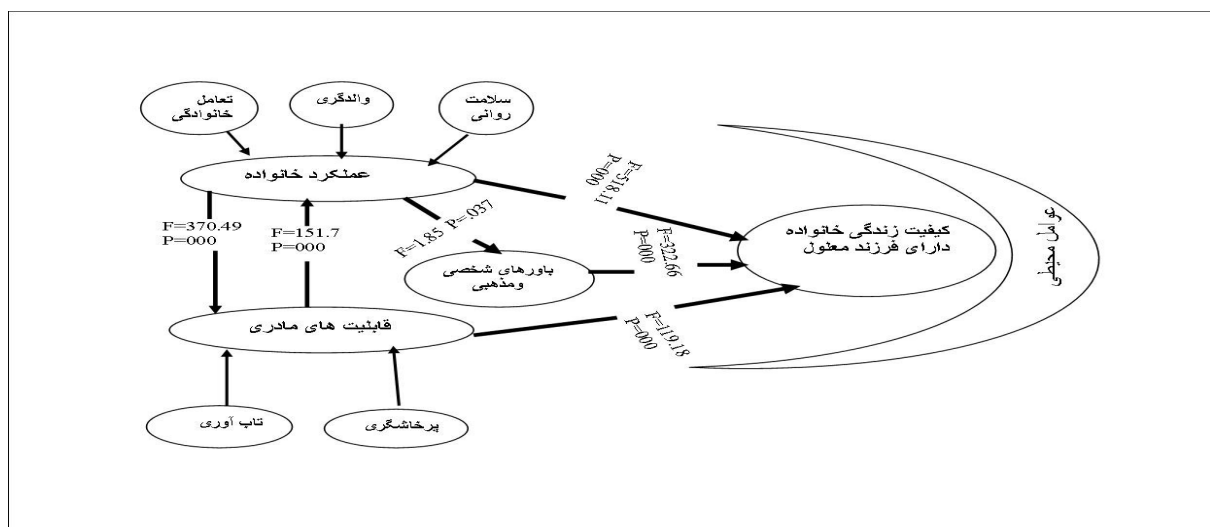 تعامل
خانوادگی
والدگری
سلامت
روانی
عملکرد خانواده
F=518.11
P=000
F=370.49
P=000
F=151.7
P=000
F=1.85 P=.037
باورهای شخصی
ومذهبی
F=322.66
P=000
کیفیت زندگی خانواده
دارای فرزند معلول
عوامل محیطی
قابلیت های مادری
F=119.18
P=000
تاب آوری
پرخاشگری